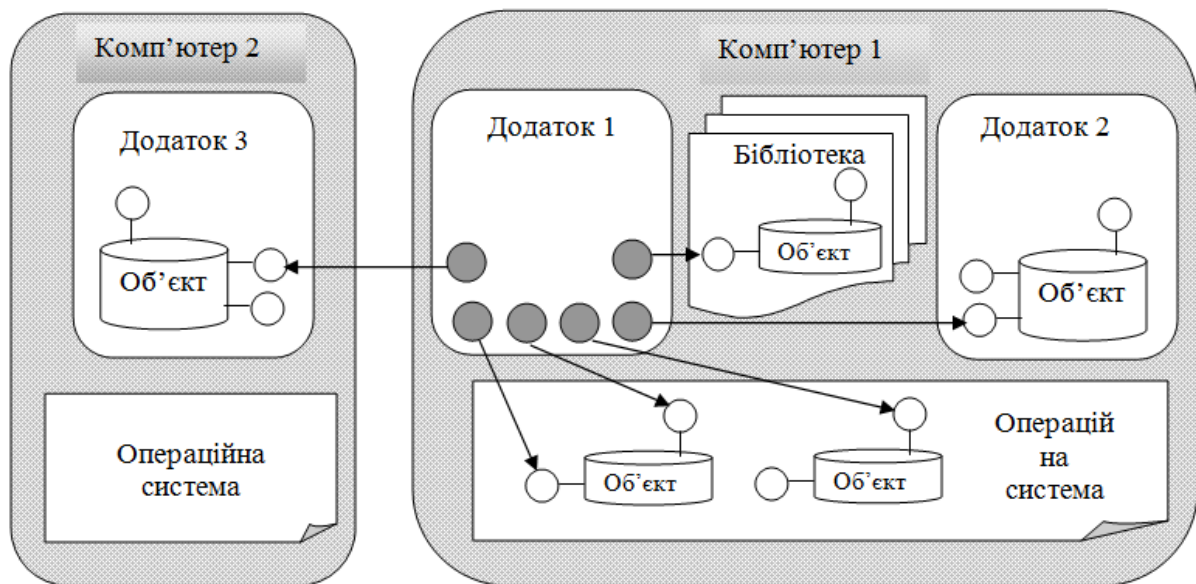 Комп’ютер 2
Додаток 3
Об’єкт
Операційна
система
Комп’ютер 1
Додаток 1
Бібліотека
Об’єкт
Додаток 2
Об’єкт
Об’єкт
Об’єкт
Операцій
на
система